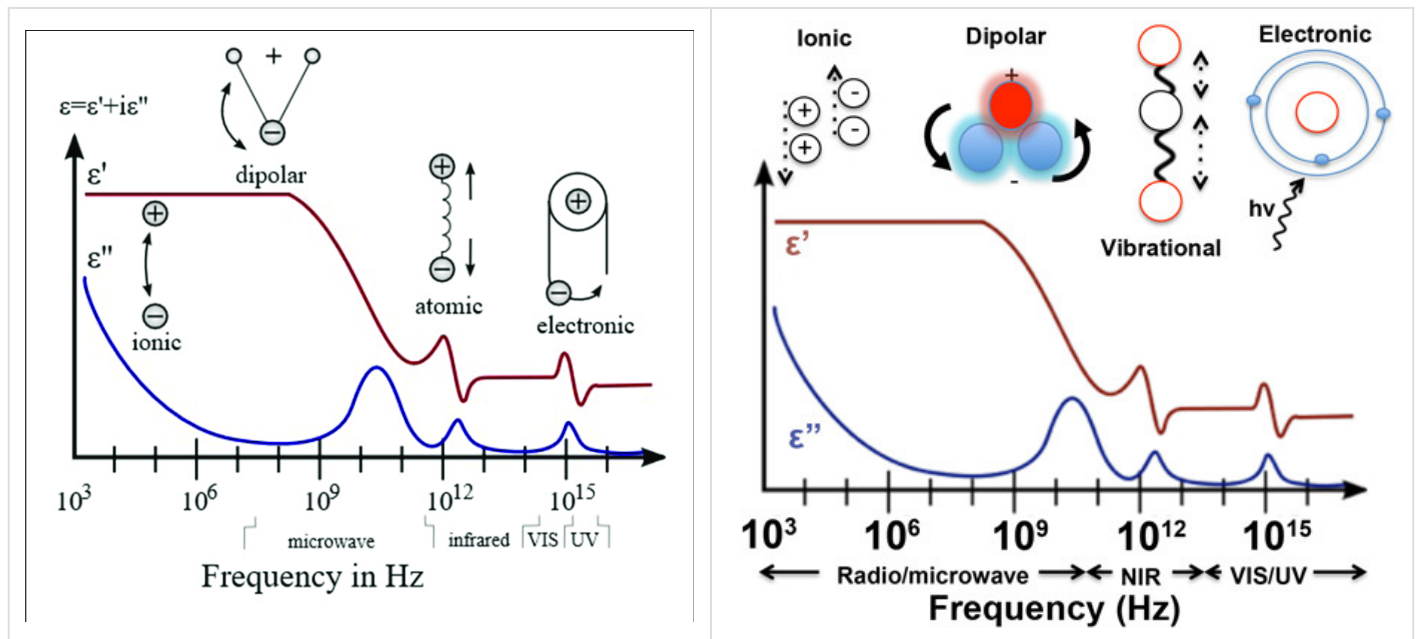 ε=ε'+iε"
+
−
dipolar
ε'
+
ε"
−
ionic
+
−
atomic
+
−
electronic
10³ 10⁶ 10⁹ 10¹² 10¹⁵
microwave infrared VIS UV
Frequency in Hz
Ionic Dipolar Electronic
+ + - -
+ -
hν
Vibrational
ε’
ε”
10³ 10⁶ 10⁹ 10¹² 10¹⁵
Radio/microwave NIR VIS/UV
Frequency (Hz)